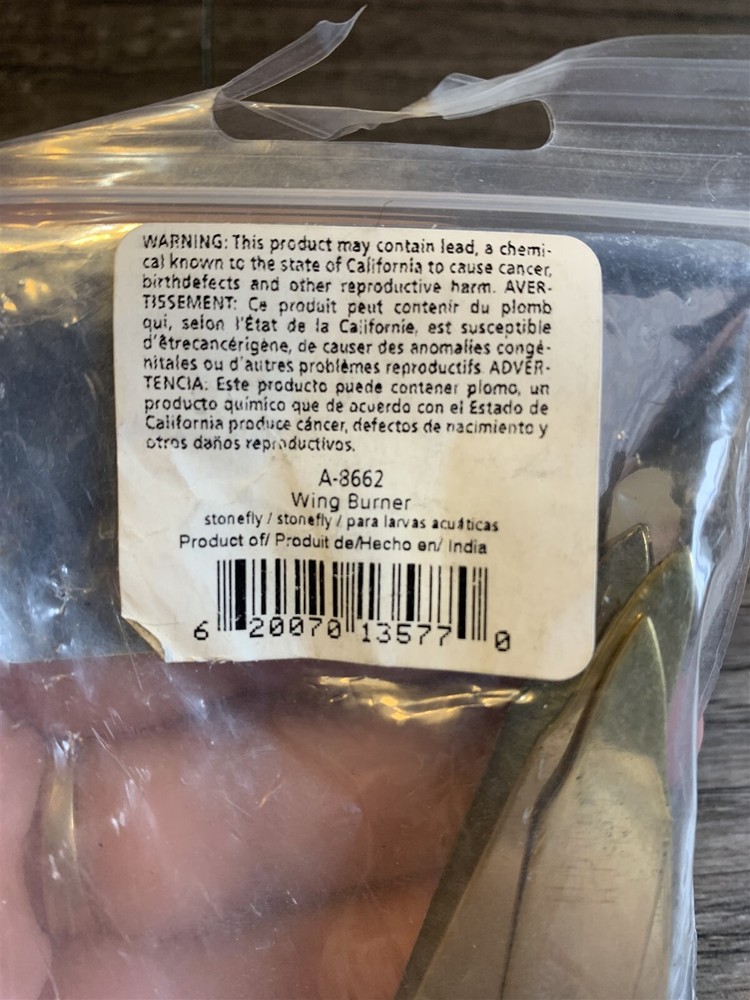 WARNING: This product may contain lead, a chemi-
cal known to the state of California to cause cancer,
birthdefects and other reproductive harm. AVER-
TISSEMENT: Ce produit peut contenir du plomb
qui, selon l'État de la Californie, est susceptible
d'êtrecancérigène, de causer des anomalies congé-
nitales ou d'autres problèmes reproductifs. ADVER-
TENCIA: Este producto puede contener plomo, un
producto químico que de acuerdo con el Estado de
California produce cáncer, defectos de nacimiento y
otros daños reproductivos.
A-8662
Wing Burner
stonefly / stonefly / para larvas acuáticas
Product of/ Produit de/Hecho en/ India
6 20070 13577 0